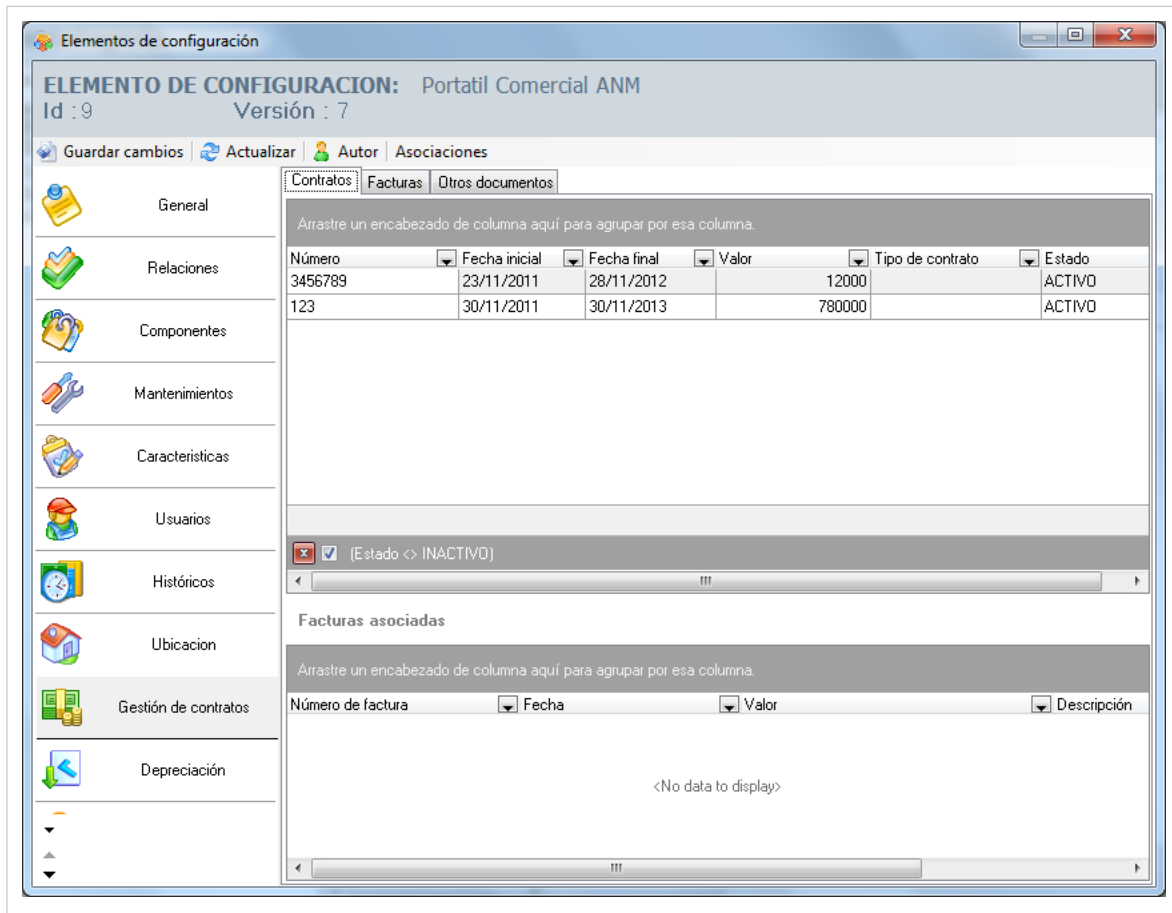 Elementos de configuración
ELEMENTO DE CONFIGURACION: Portatil Comercial ANM
Id : 9 Versión : 7
Guardar cambios Actualizar Autor Asociaciones
General
Relaciones
Componentes
Mantenimientos
Caracteristicas
Usuarios
Históricos
Ubicacion
Gestión de contratos
Depreciación
Contratos Facturas Otros documentos
Arrastre un encabezado de columna aquí para agrupar por esa columna.
Número Fecha inicial Fecha final Valor Tipo de contrato Estado
3456789 23/11/2011 28/11/2012 12000 ACTIVO
123 30/11/2011 30/11/2013 780000 ACTIVO
(Estado <> INACTIVO)
Facturas asociadas
Arrastre un encabezado de columna aquí para agrupar por esa columna.
Número de factura Fecha Valor Descripción
<No data to display>